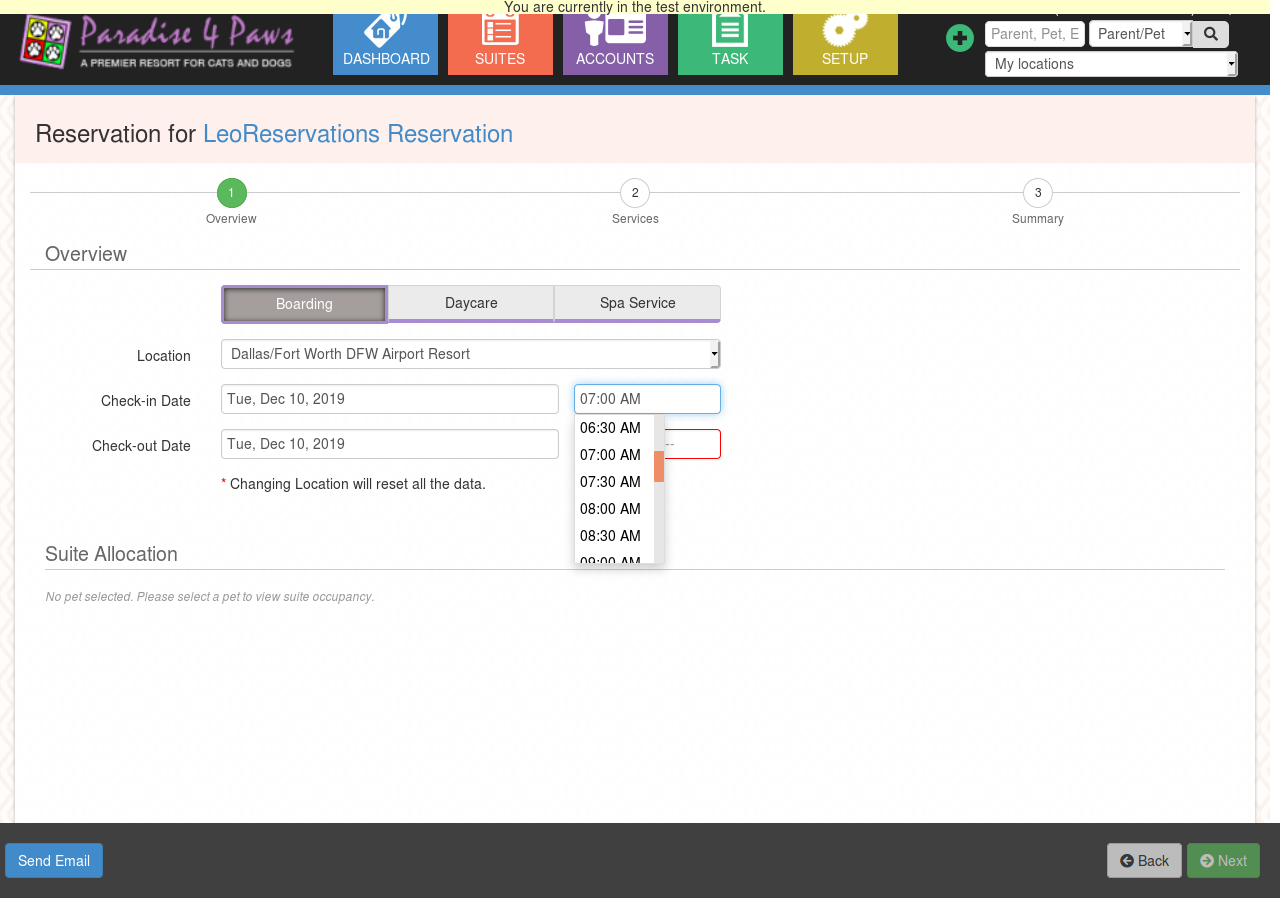 You are currently in the test environment.
Paradise 4 Paws
A PREMIER RESORT FOR CATS AND DOGS
DASHBOARD
SUITES
ACCOUNTS
TASK
SETUP
Parent, Pet, E
Parent/Pet
My locations
Reservation for LeoReservations Reservation
1
2
3
Overview
Services
Summary
Overview
Boarding
Daycare
Spa Service
Location
Dallas/Fort Worth DFW Airport Resort
Check-in Date
Tue, Dec 10, 2019
07:00 AM
06:30 AM
07:00 AM
07:30 AM
08:00 AM
08:30 AM
09:00 AM
Check-out Date
Tue, Dec 10, 2019
--
* Changing Location will reset all the data.
Suite Allocation
No pet selected. Please select a pet to view suite occupancy.
Send Email
Back
Next